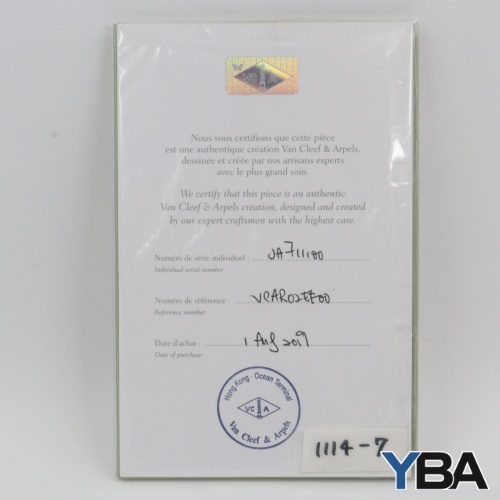 VC A
Nous vous certifions que cette pièce
est une authentique création Van Cleef & Arpels,
dessinée et créée par nos artisans experts
avec le plus grand soin.
We certify that this piece is an authentic
Van Cleef & Arpels creation, designed and created
by our expert craftsmen with the highest care.
Numéro de série individuel : JA711100
Individual serial number
Numéro de référence :
Reference number
Date d'achat : 1 Aug 2019
Date of purchase
Hong Kong - Ocean Terminal
VC A
Van Cleef & Arpels
1114-7
YBA